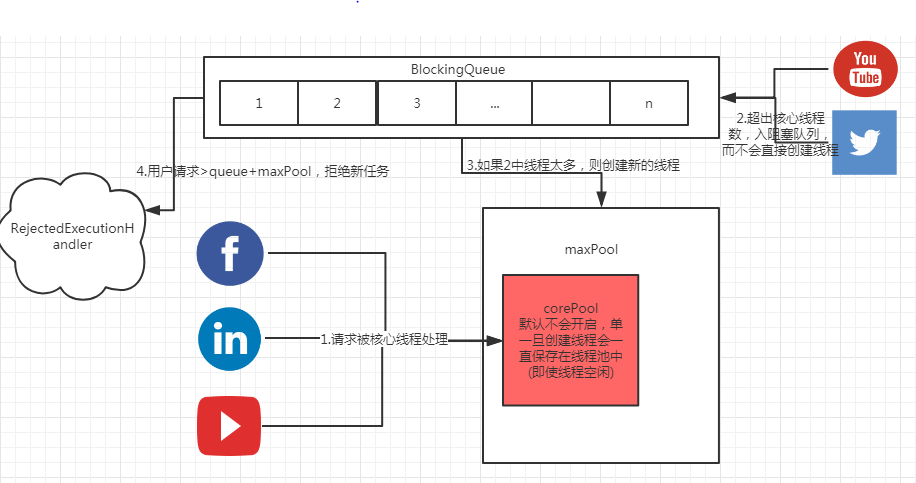 BlockingQueue
1 2 3 ... n
You
Tube
2.超出核心线程
数，入阻塞队列，
而不会直接创建线程
3.如果2中线程太多，则创建新的线程
4.用户请求>queue+maxPool，拒绝新任务
RejectedExecutionH
andler
maxPool
f
in
1.请求被核心线程处理
corePool
默认不会开启，单
一旦创建线程会一
直保存在线程池中
(即使线程空闲)